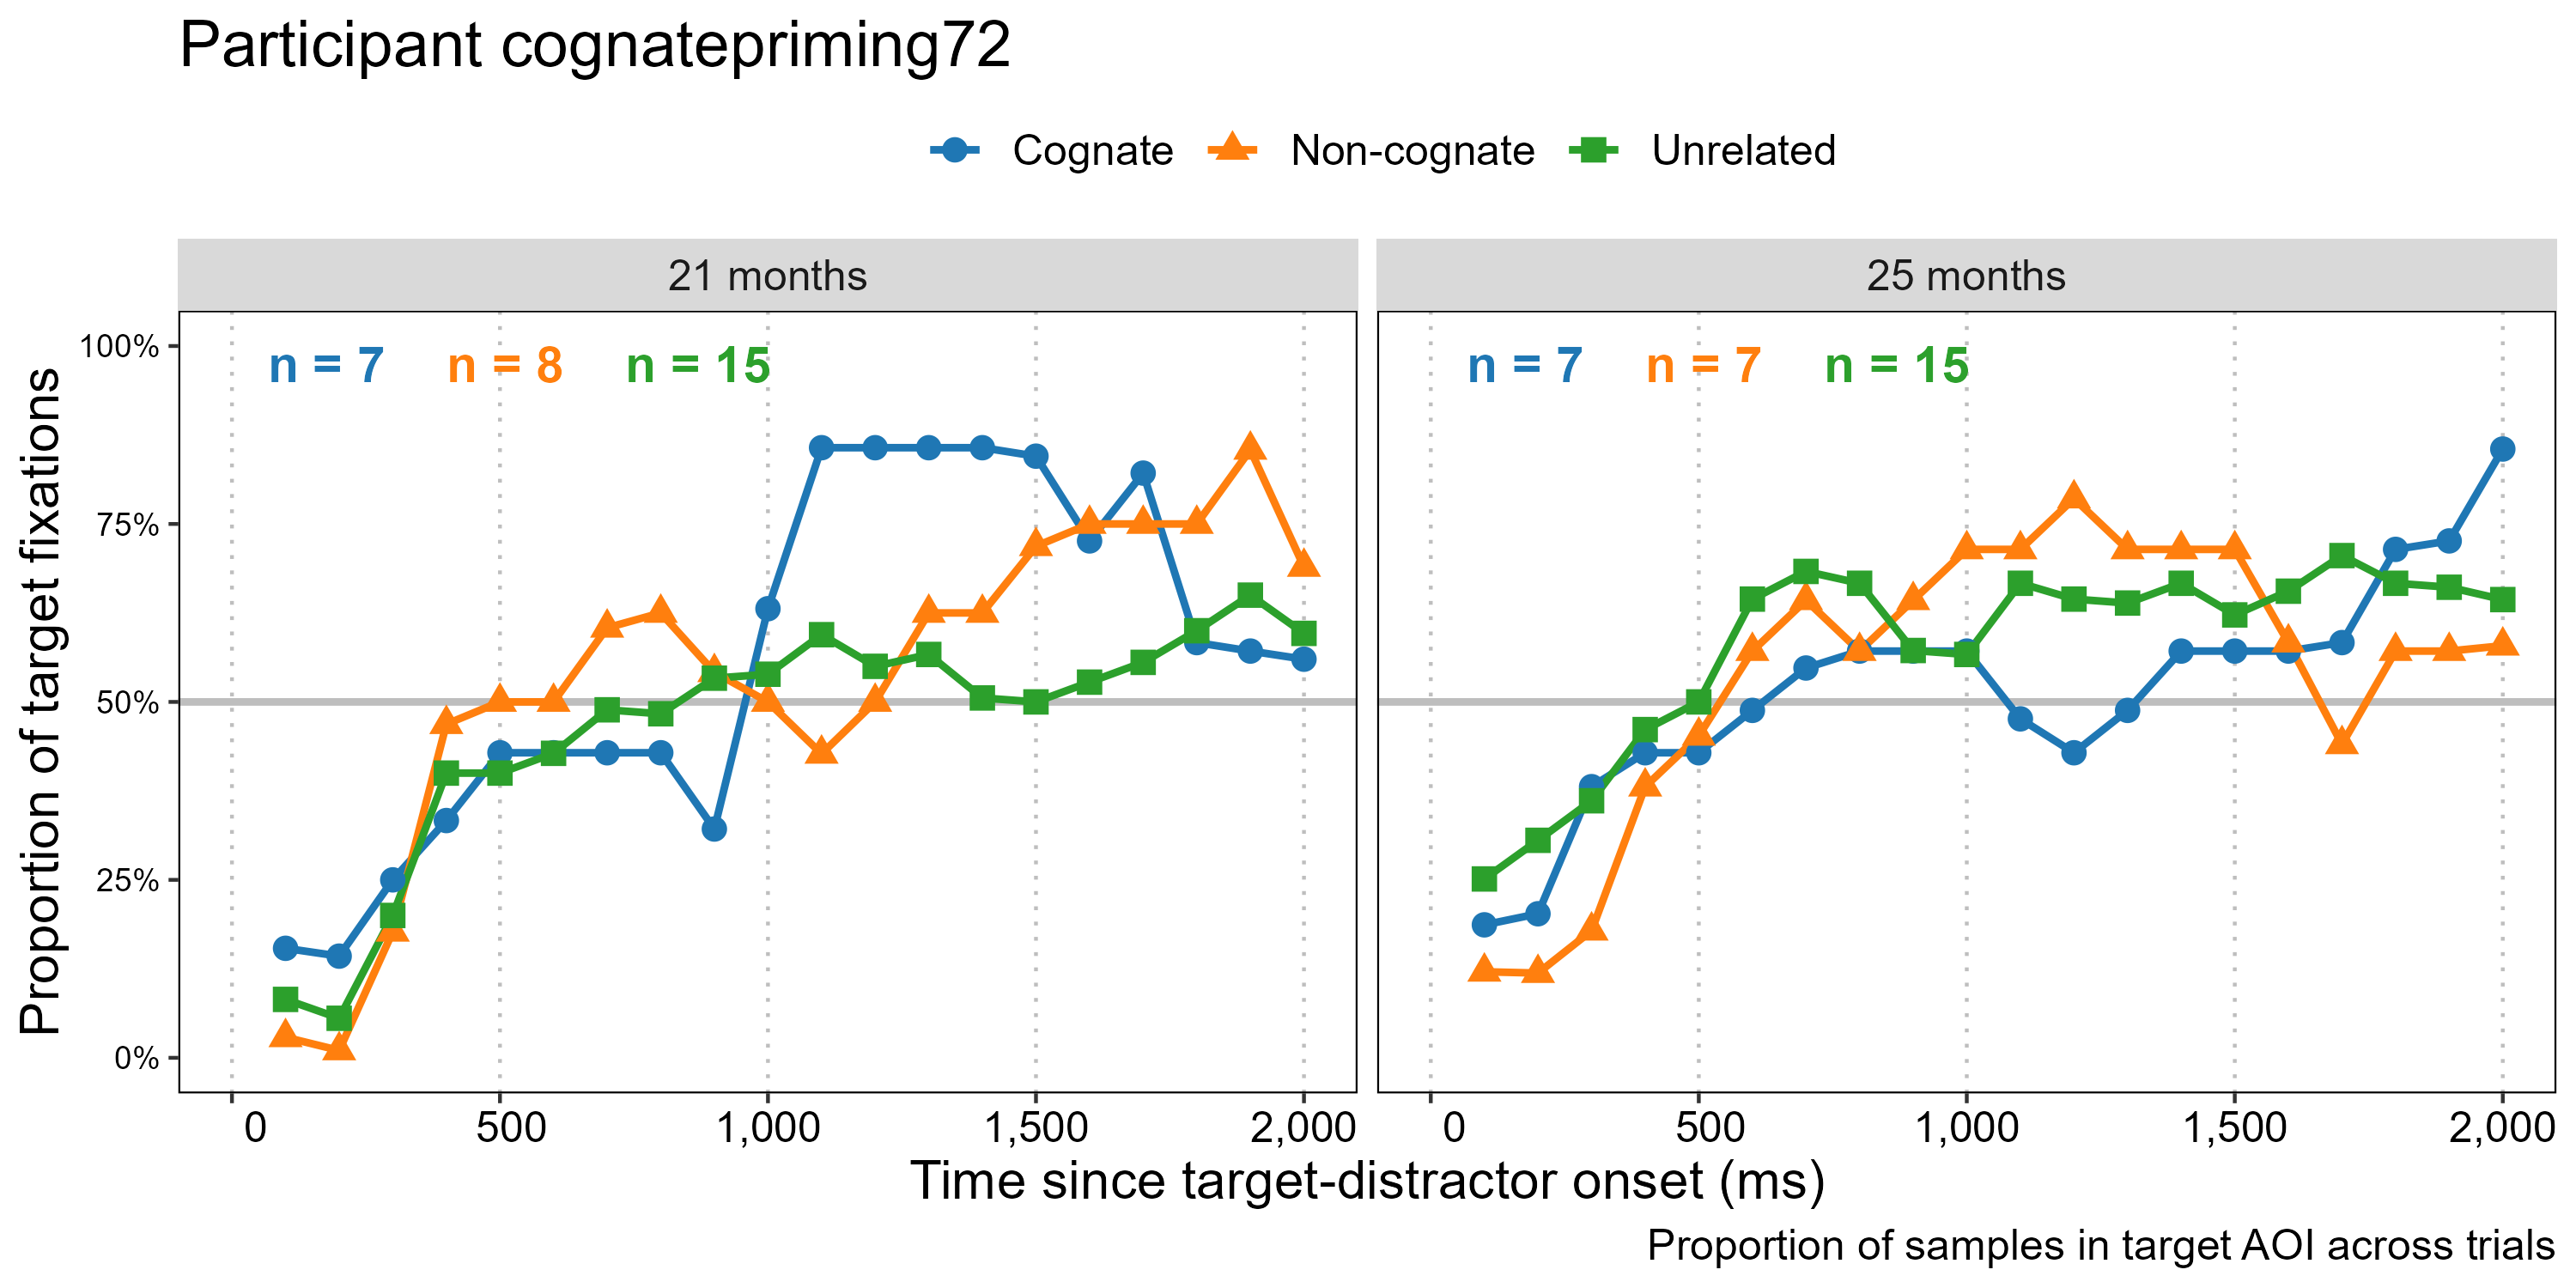 Participant cognatepriming72
Cognate Non-cognate Unrelated
21 months 25 months
n = 7 n = 8 n = 15 n = 7 n = 7 n = 15
100%
75%
50%
25%
0%
Proportion of target fixations
0 500 1,000 1,500 2,000 0 500 1,000 1,500 2,000
Time since target-distractor onset (ms)
Proportion of samples in target AOI across trials